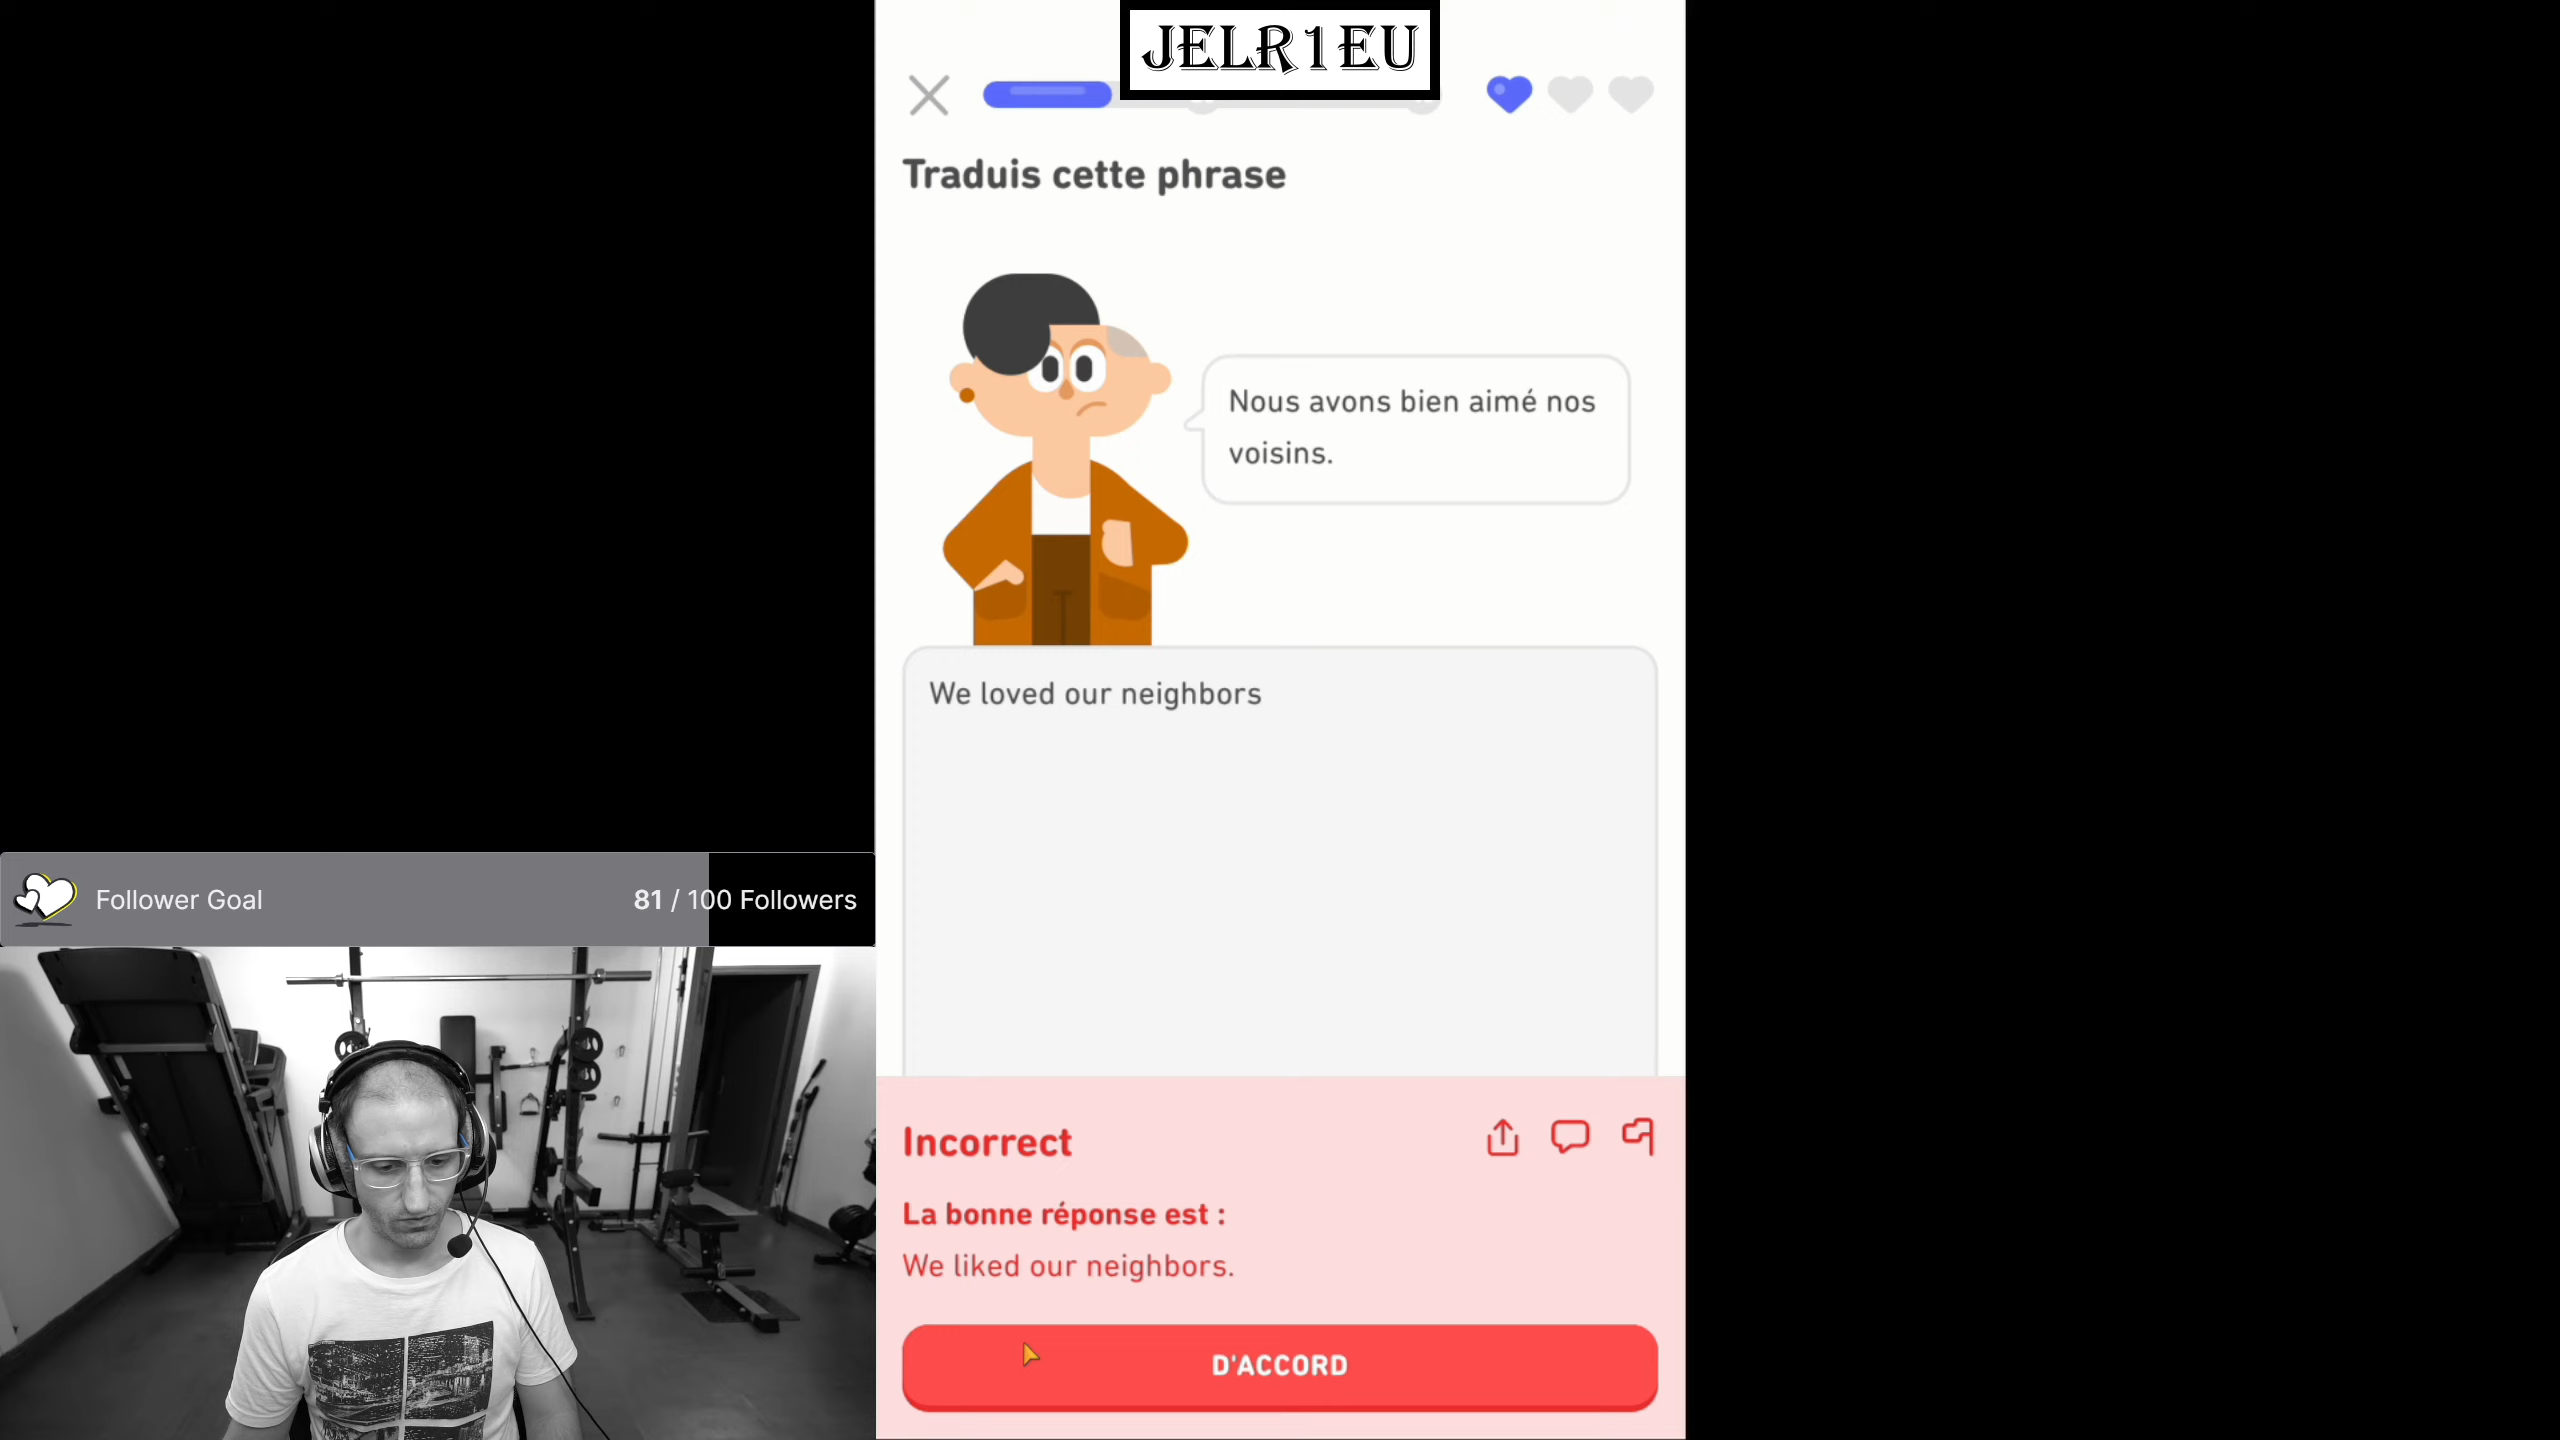 JELR1EU
Traduis cette phrase
Nous avons bien aimé nos
voisins.
We loved our neighbors
Follower Goal
81 / 100 Followers
Incorrect
La bonne réponse est :
We liked our neighbors.
D'ACCORD